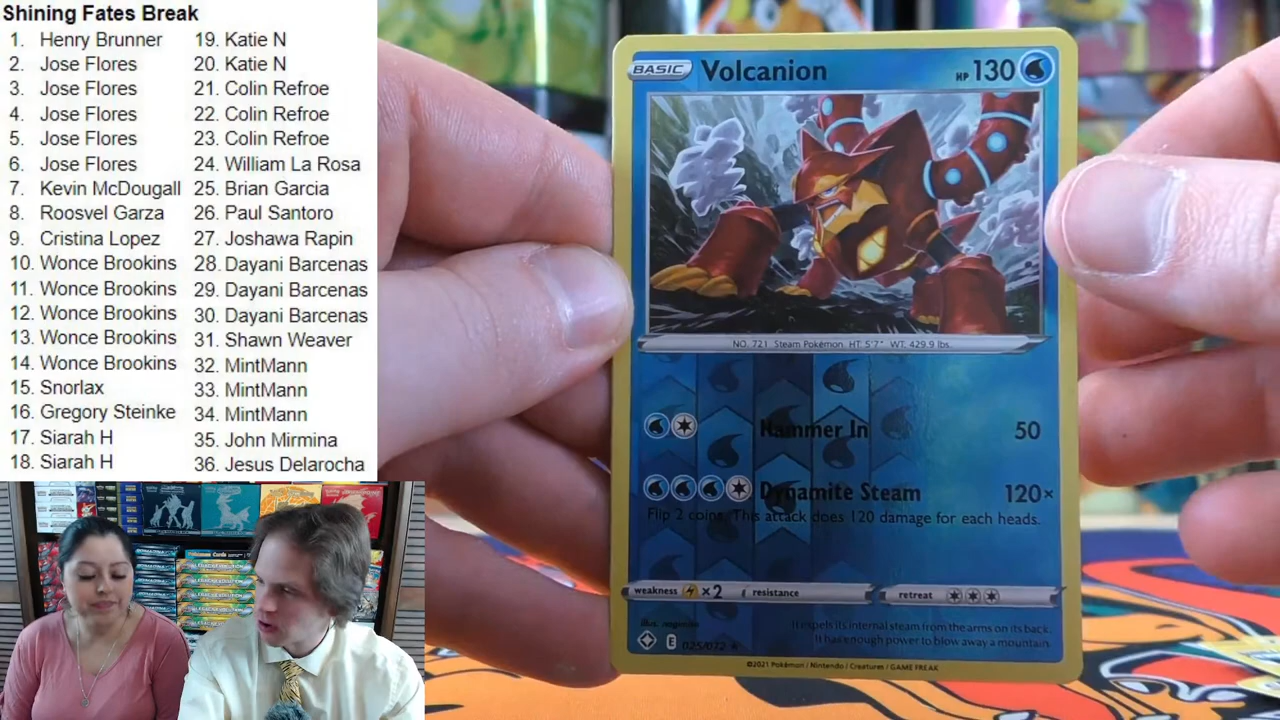 Shining Fates Break
1. Henry Brunner
2. Jose Flores
3. Jose Flores
4. Jose Flores
5. Jose Flores
6. Jose Flores
7. Kevin McDougall
8. Roosvel Garza
9. Cristina Lopez
10. Wonce Brookins
11. Wonce Brookins
12. Wonce Brookins
13. Wonce Brookins
14. Wonce Brookins
15. Snorlax
16. Gregory Steinke
17. Siarah H
18. Siarah H
19. Katie N
20. Katie N
21. Colin Refroe
22. Colin Refroe
23. Colin Refroe
24. William La Rosa
25. Brian Garcia
26. Paul Santoro
27. Joshawa Rapin
28. Dayani Barcenas
29. Dayani Barcenas
30. Dayani Barcenas
31. Shawn Weaver
32. MintMann
33. MintMann
34. MintMann
35. John Mirmina
36. Jesus Delarocha
BASIC Volcanion HP 130
NO. 721 Steam Pokémon HT: 5'7" WT: 429.9 lbs.
Hammer In 50
Dynamite Steam 120×
Flip 2 coins. This attack does 120 damage for each heads.
weakness ×2 resistance retreat
E 025/072
It expels its internal steam from the arms on its back.
It has enough power to blow away a mountain.
©2021 Pokémon / Nintendo / Creatures / GAME FREAK